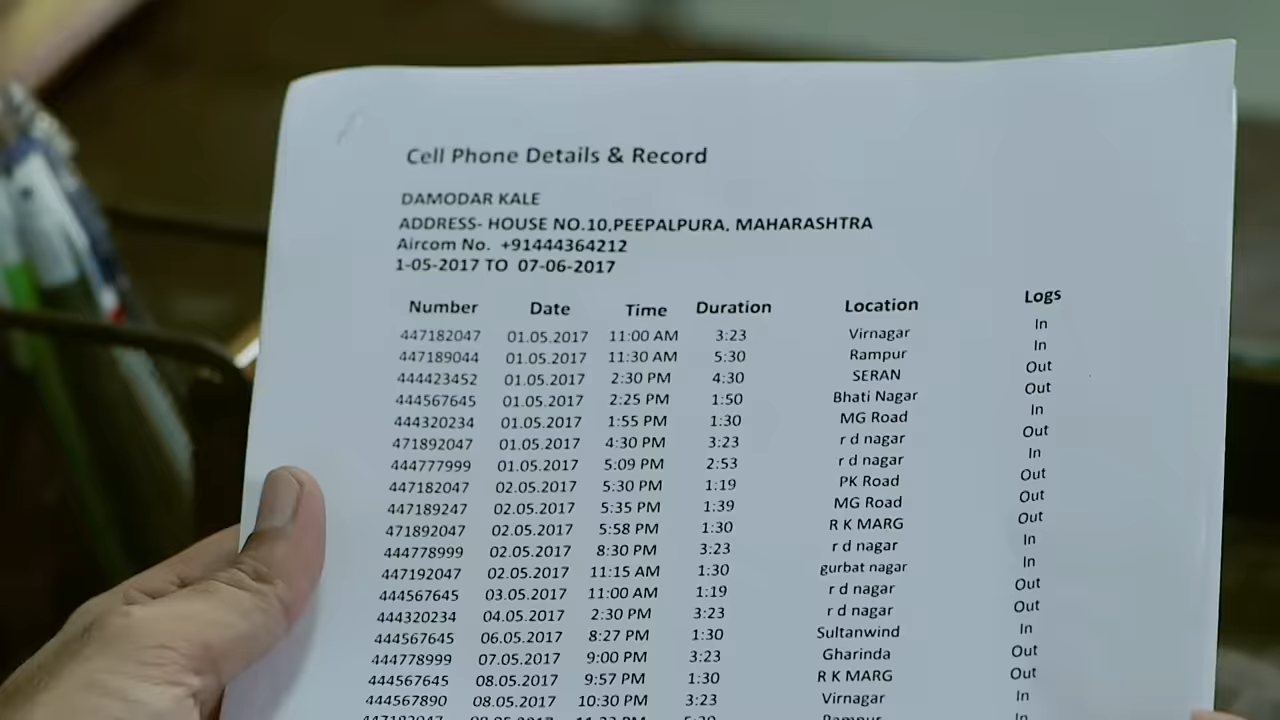 Cell Phone Details & Record
DAMODAR KALE
ADDRESS- HOUSE NO.10,PEEPALPURA, MAHARASHTRA
Aircom No. +91444364212
1-05-2017 TO 07-06-2017
Number Date Time Duration Location Logs
447182047 01.05.2017 11:00 AM 3:23 Virnagar In
447189044 01.05.2017 11:30 AM 5:30 Rampur In
444423452 01.05.2017 2:30 PM 4:30 SERAN Out
444567645 01.05.2017 2:25 PM 1:50 Bhati Nagar Out
444320234 01.05.2017 1:55 PM 1:30 MG Road In
471892047 01.05.2017 4:30 PM 3:23 r d nagar Out
444777999 01.05.2017 5:09 PM 2:53 r d nagar In
447182047 02.05.2017 5:30 PM 1:19 PK Road Out
447189247 02.05.2017 5:35 PM 1:39 MG Road Out
471892047 02.05.2017 5:58 PM 1:30 R K MARG Out
444778999 02.05.2017 8:30 PM 3:23 r d nagar In
447192047 02.05.2017 11:15 AM 1:30 gurbat nagar In
444567645 03.05.2017 11:00 AM 1:19 r d nagar Out
444320234 04.05.2017 2:30 PM 3:23 r d nagar Out
444567645 06.05.2017 8:27 PM 1:30 Sultanwind In
444778999 07.05.2017 9:00 PM 3:23 Gharinda Out
444567645 08.05.2017 9:57 PM 1:30 R K MARG Out
444567890 08.05.2017 10:30 PM 3:23 Virnagar In
Rampur In